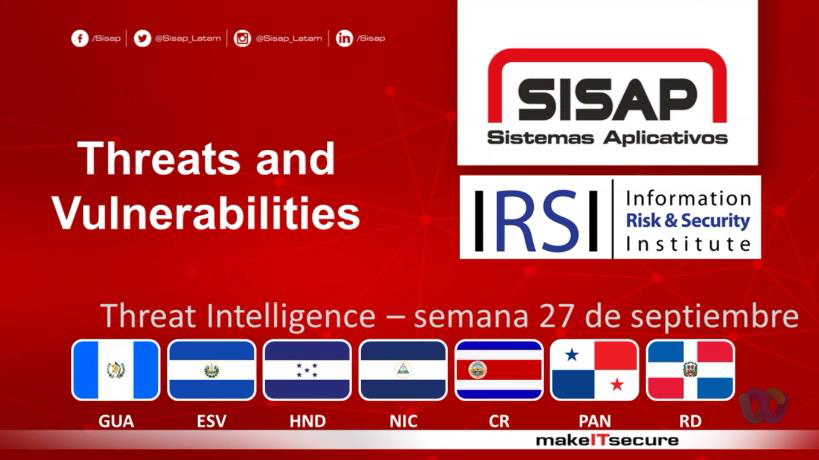 /Sisap @Sisap_Latam @Sisap_Latam /Sisap
SISAP
Sistemas Aplicativos
Threats and
Vulnerabilities
IRSI
Information
Risk & Security
Institute
Threat Intelligence – semana 27 de septiembre
GUA ESV HND NIC CR PAN RD
makeITsecure